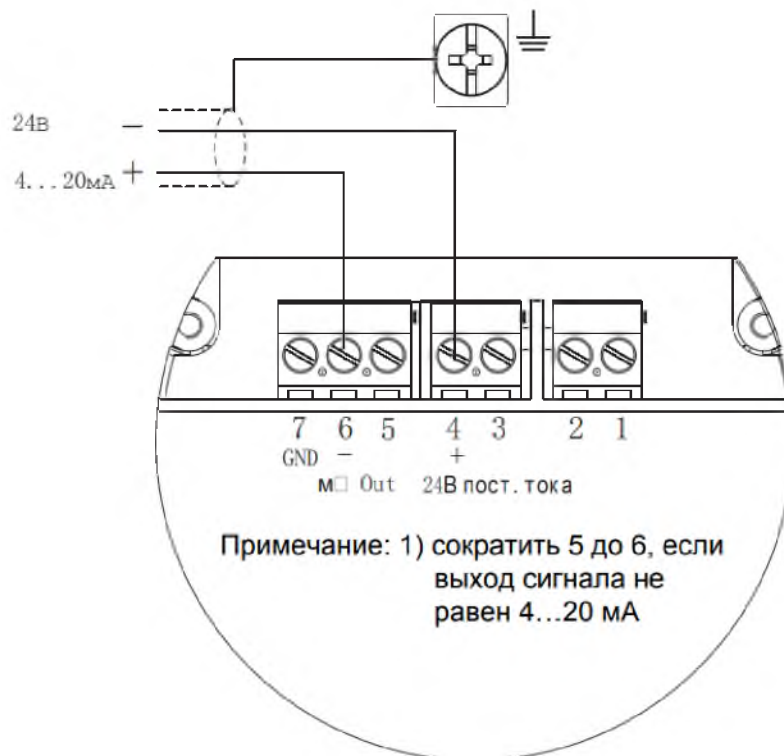 24В −
4...20мА +
7 6 5 4 3 2 1
GND − +
м□ Out 24В пост. тока
Примечание: 1) сократить 5 до 6, если
выход сигнала не
равен 4...20 мА